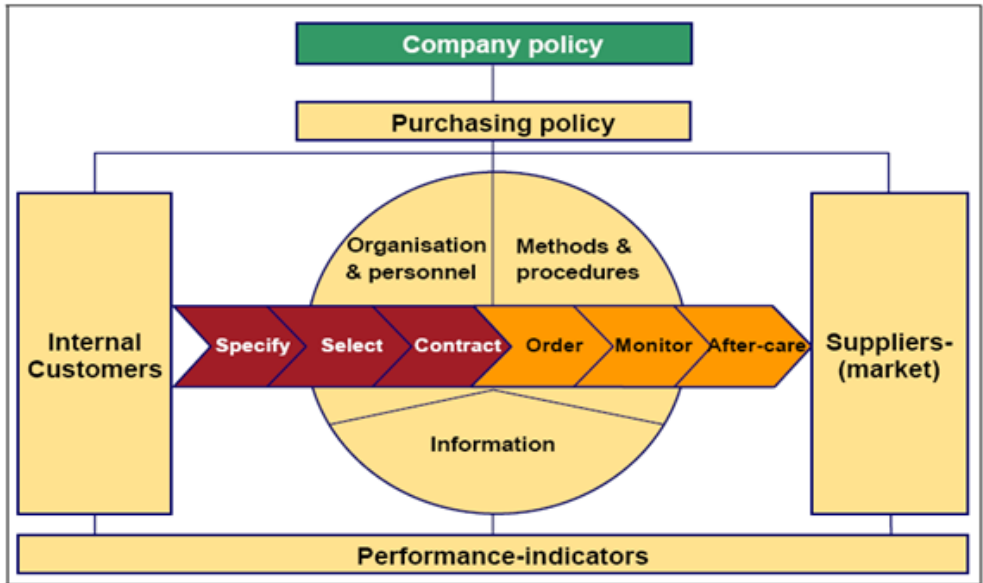 Company policy
Purchasing policy
Organisation
& personnel
Methods &
procedures
Internal
Customers
Specify
Select
Contract
Order
Monitor
After-care
Suppliers-
(market)
Information
Performance-indicators